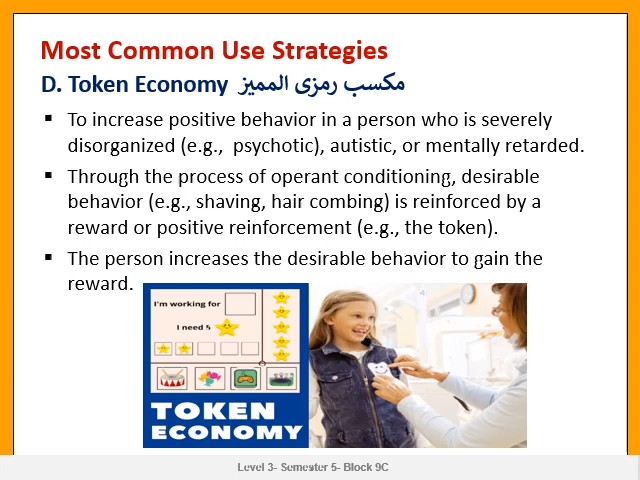 Most Common Use Strategies
D. Token Economy مكسب رمزى المميز
▪ To increase positive behavior in a person who is severely
disorganized (e.g., psychotic), autistic, or mentally retarded.
▪ Through the process of operant conditioning, desirable
behavior (e.g., shaving, hair combing) is reinforced by a
reward or positive reinforcement (e.g., the token).
▪ The person increases the desirable behavior to gain the
reward.
I'm working for
I need 5
TOKEN
ECONOMY
Level 3- Semester 5- Block 9C